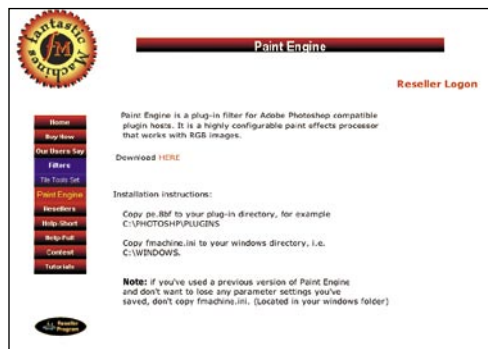 fantastic
fM
Machines
Paint Engine
Reseller Logon
Home
Buy Now
Our Users Say
Filters
Tile Tools Set
Paint Engine
Resellers
Help-Short
Help-Full
Contest
Tutorials
Reseller
Program
Paint Engine is a plug-in filter for Adobe Photoshop compatible
plugin hosts. It is a highly configurable paint effects processor
that works with RGB images.
Download HERE
Installation instructions:
Copy pe.8bf to your plug-in directory, for example
C:\PHOTOSHP\PLUGINS
Copy fmachine.ini to your windows directory, i.e.
C:\WINDOWS.
Note: if you've used a previous version of Paint Engine
and don't want to lose any parameter settings you've
saved, don't copy fmachine.ini. (Located in your windows folder)